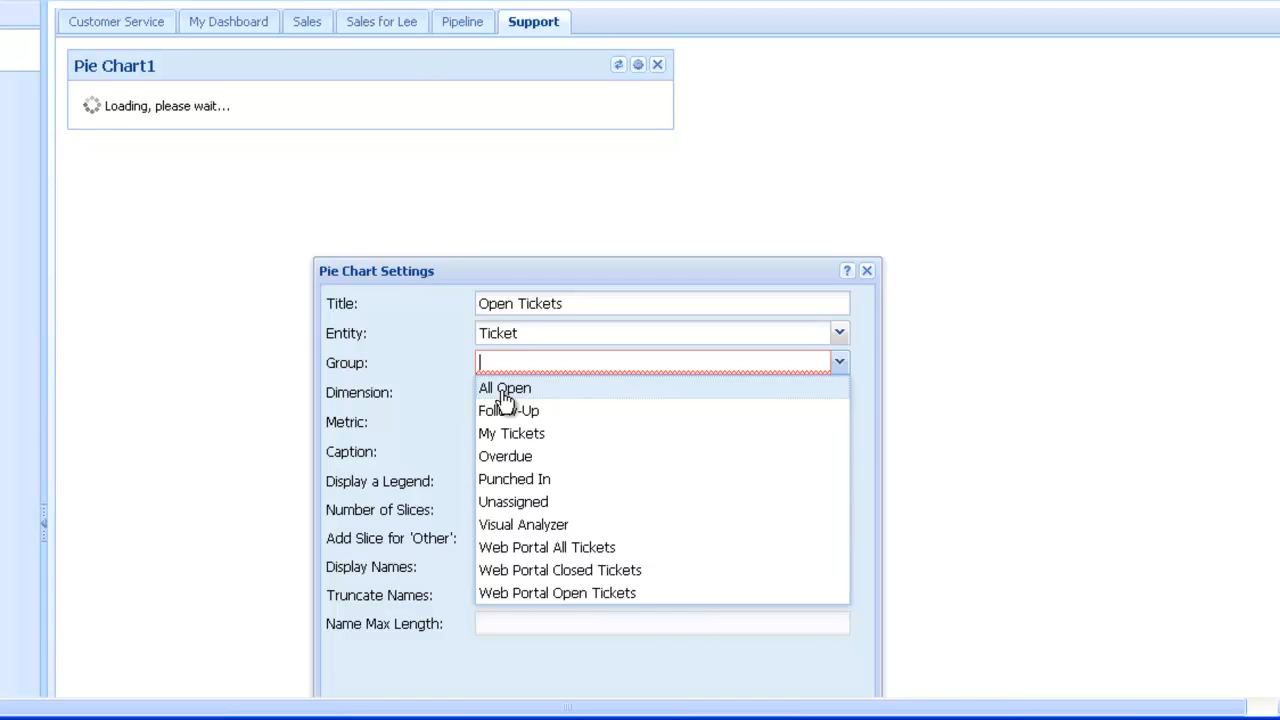 Customer Service My Dashboard Sales Sales for Lee Pipeline Support
Pie Chart1
Loading, please wait...
Pie Chart Settings ?
Title: Open Tickets
Entity: Ticket
Group:
All Open
Dimension:
Follow-Up
Metric:
My Tickets
Caption:
Overdue
Display a Legend:
Punched In
Number of Slices:
Unassigned
Add Slice for 'Other':
Visual Analyzer
Display Names:
Web Portal All Tickets
Web Portal Closed Tickets
Truncate Names:
Web Portal Open Tickets
Name Max Length: